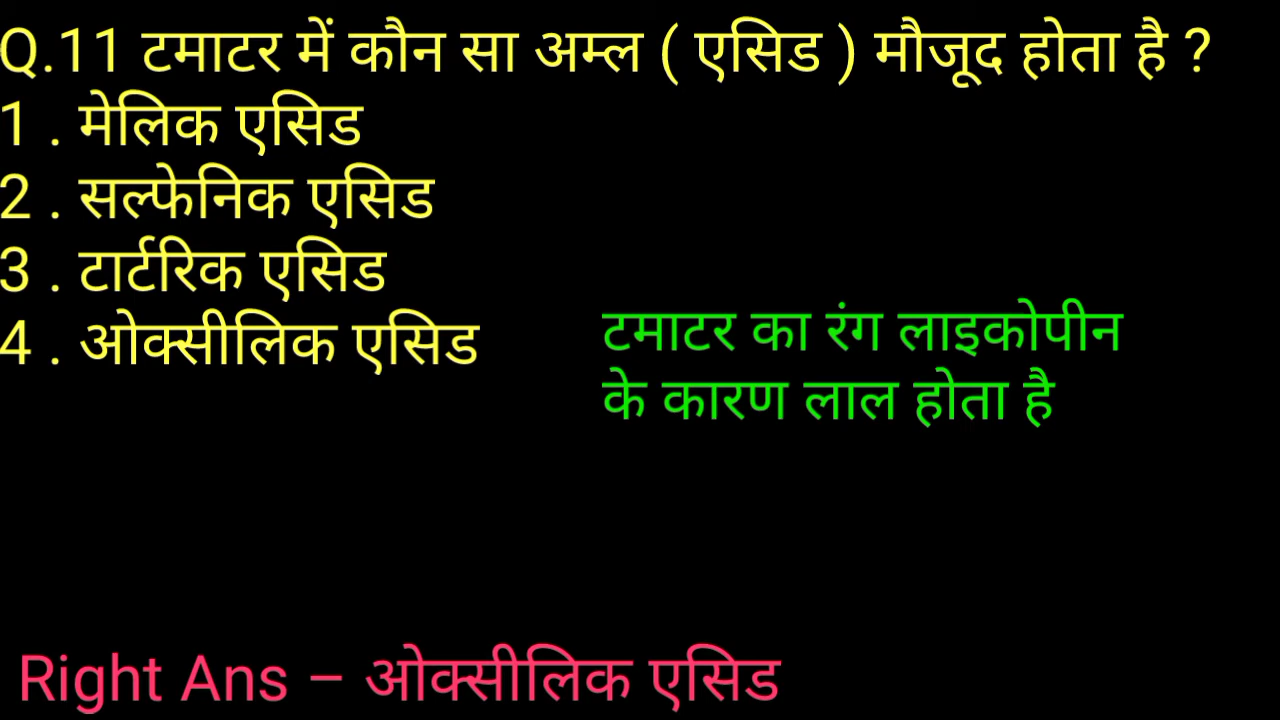 Q.11 टमाटर में कौन सा अम्ल ( एसिड ) मौजूद होता है ?
1 . मेलिक एसिड
2 . सल्फेनिक एसिड
3 . टार्टरिक एसिड
4 . ओक्सीलिक एसिड
टमाटर का रंग लाइकोपीन
के कारण लाल होता है
Right Ans – ओक्सीलिक एसिड